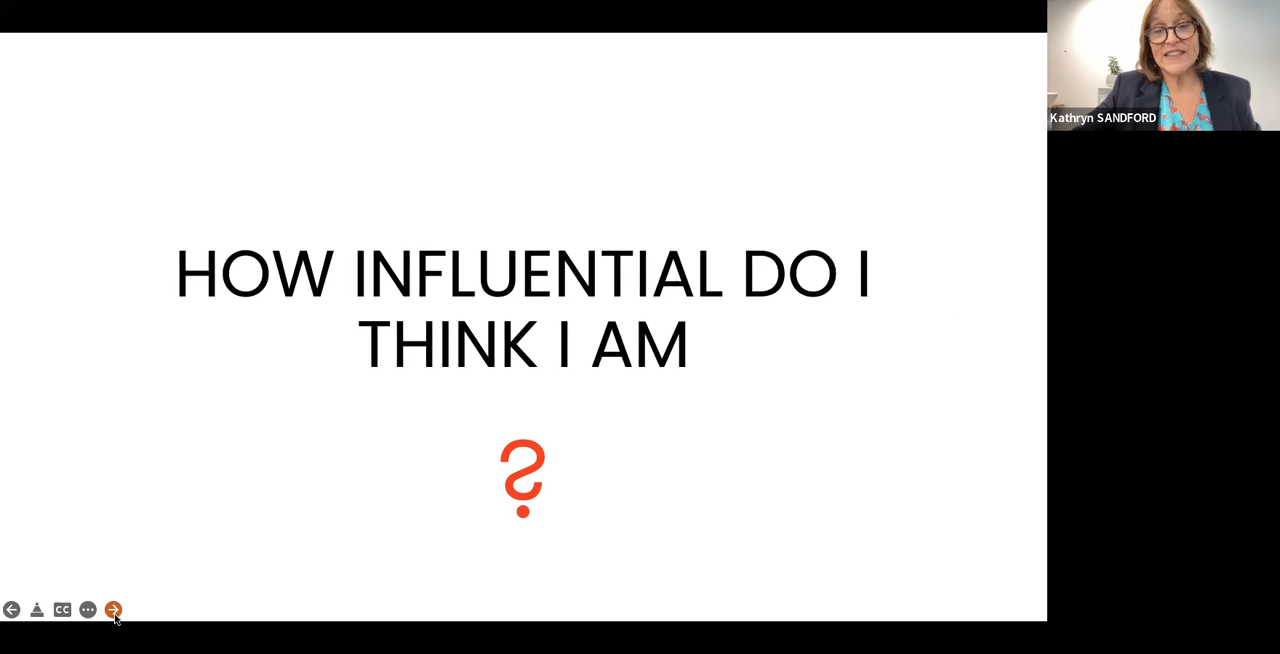 Kathryn SANDFORD
HOW INFLUENTIAL DO I
THINK I AM
?
CC